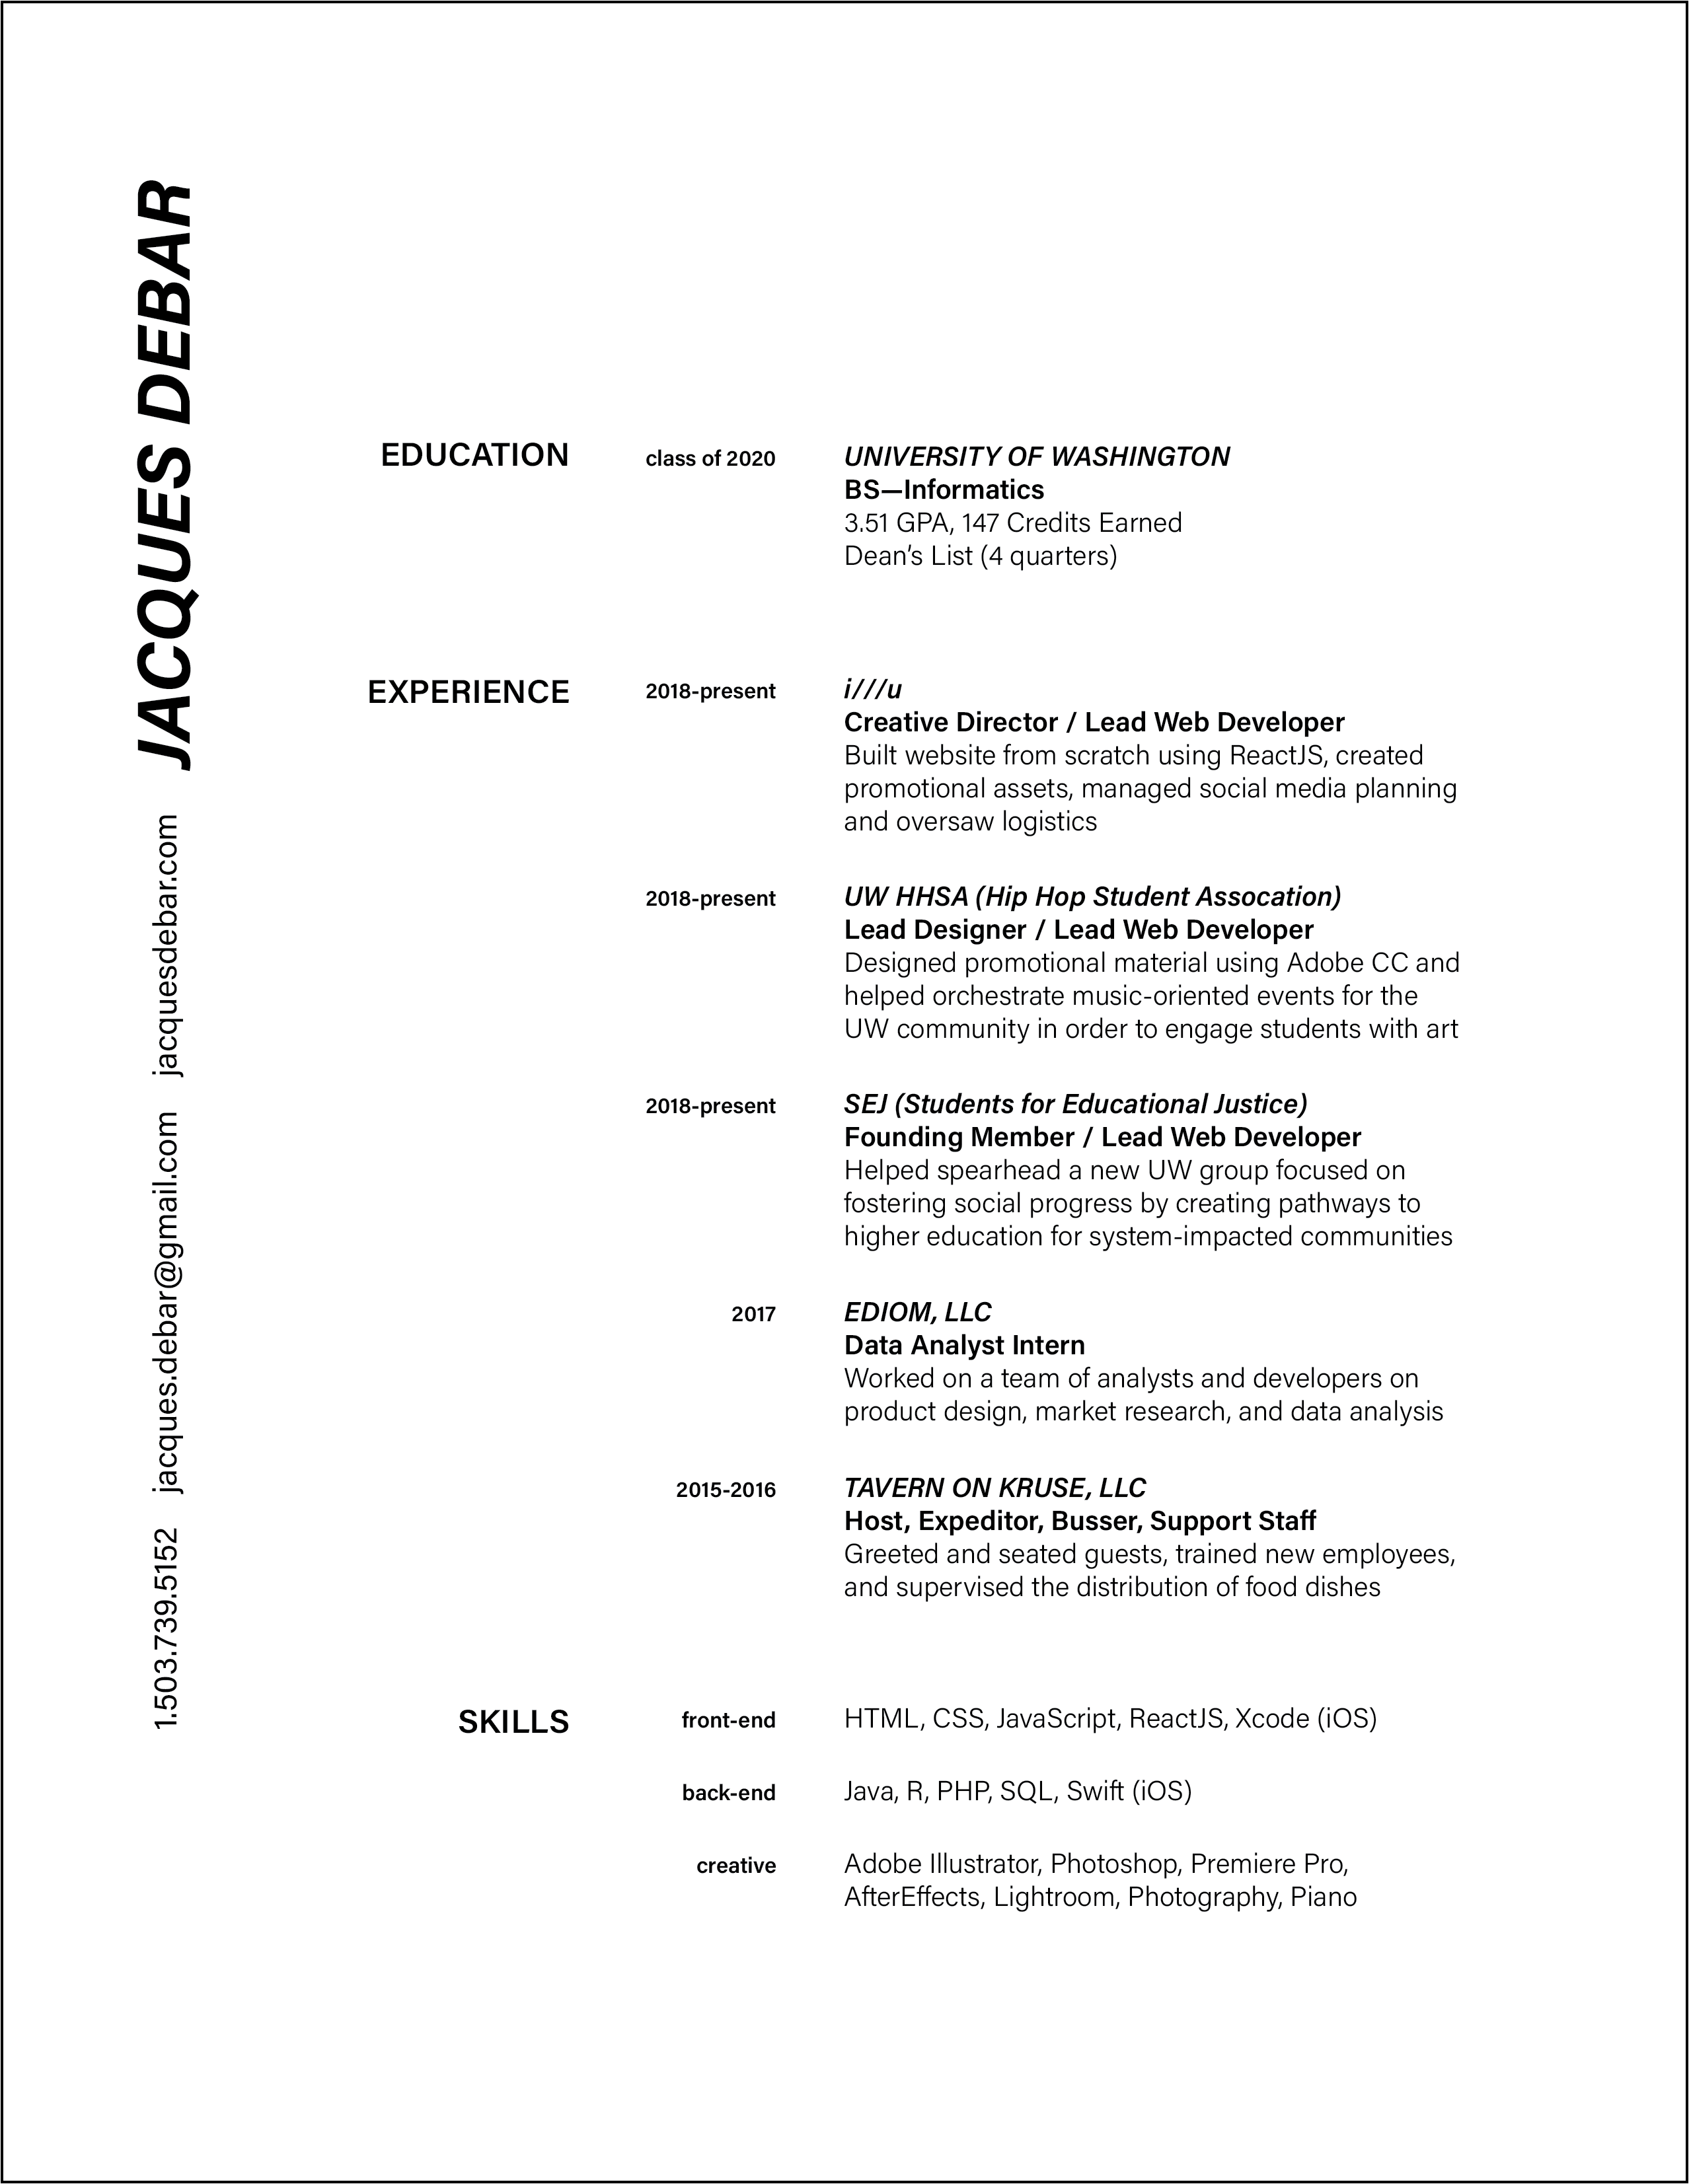 JACQUES DEBAR
jacquesdebar.com
jacques.debar@gmail.com
1.503.739.5152
EDUCATION
class of 2020
UNIVERSITY OF WASHINGTON
BS—Informatics
3.51 GPA, 147 Credits Earned
Dean’s List (4 quarters)
EXPERIENCE
2018-present
i///u
Creative Director / Lead Web Developer
Built website from scratch using ReactJS, created
promotional assets, managed social media planning
and oversaw logistics
2018-present
UW HHSA (Hip Hop Student Assocation)
Lead Designer / Lead Web Developer
Designed promotional material using Adobe CC and
helped orchestrate music-oriented events for the
UW community in order to engage students with art
2018-present
SEJ (Students for Educational Justice)
Founding Member / Lead Web Developer
Helped spearhead a new UW group focused on
fostering social progress by creating pathways to
higher education for system-impacted communities
2017
EDIOM, LLC
Data Analyst Intern
Worked on a team of analysts and developers on
product design, market research, and data analysis
2015-2016
TAVERN ON KRUSE, LLC
Host, Expeditor, Busser, Support Staff
Greeted and seated guests, trained new employees,
and supervised the distribution of food dishes
SKILLS
front-end
HTML, CSS, JavaScript, ReactJS, Xcode (iOS)
back-end
Java, R, PHP, SQL, Swift (iOS)
creative
Adobe Illustrator, Photoshop, Premiere Pro,
AfterEffects, Lightroom, Photography, Piano